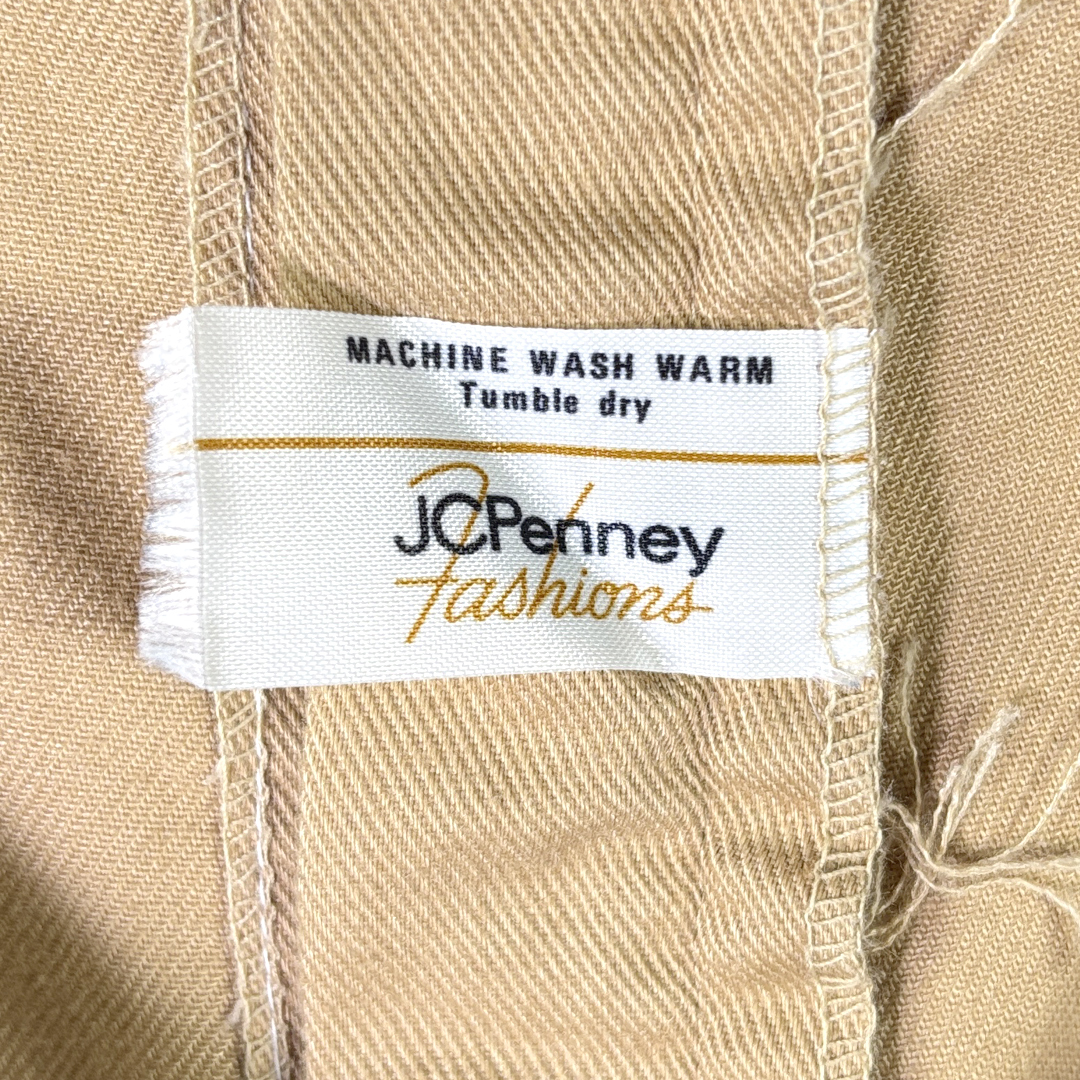 MACHINE WASH WARM
Tumble dry
JCPenney
fashions